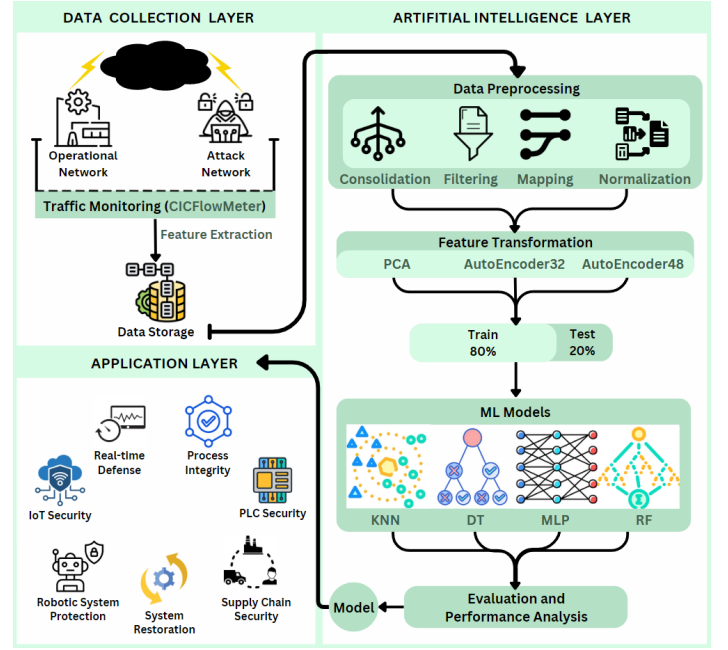 DATA COLLECTION LAYER
Operational
Network
Attack
Network
Traffic Monitoring (CICFlowMeter)
Feature Extraction
Data Storage
ARTIFITIAL INTELLIGENCE LAYER
Data Preprocessing
Consolidation Filtering Mapping Normalization
Feature Transformation
PCA AutoEncoder32 AutoEncoder48
Train
80%
Test
20%
ML Models
KNN DT MLP RF
Evaluation and
Performance Analysis
Model
APPLICATION LAYER
Real-time
Defense
Process
Integrity
IoT Security
PLC Security
Robotic System
Protection
System
Restoration
Supply Chain
Security